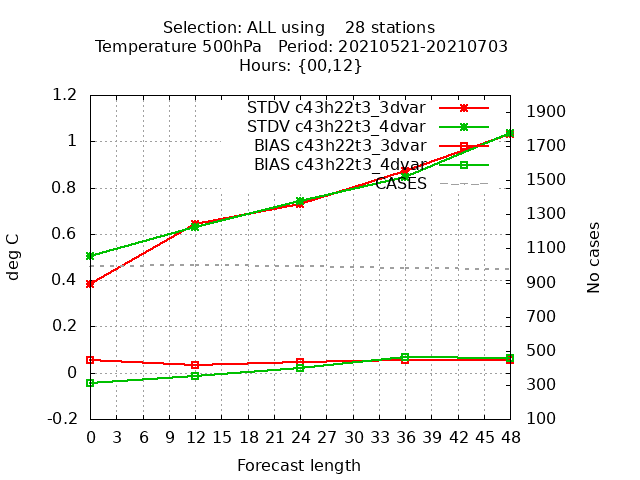 Selection: ALL using    28 stations
Temperature 500hPa   Period: 20210521-20210703
Hours: {00,12}
STDV c43h22t3_3dvar
STDV c43h22t3_4dvar
BIAS c43h22t3_3dvar
BIAS c43h22t3_4dvar
CASES
deg C
1.2
1
0.8
0.6
0.4
0.2
0
-0.2
No cases
1900
1700
1500
1300
1100
900
700
500
300
100
0 3 6 9 12 15 18 21 24 27 30 33 36 39 42 45 48
Forecast length